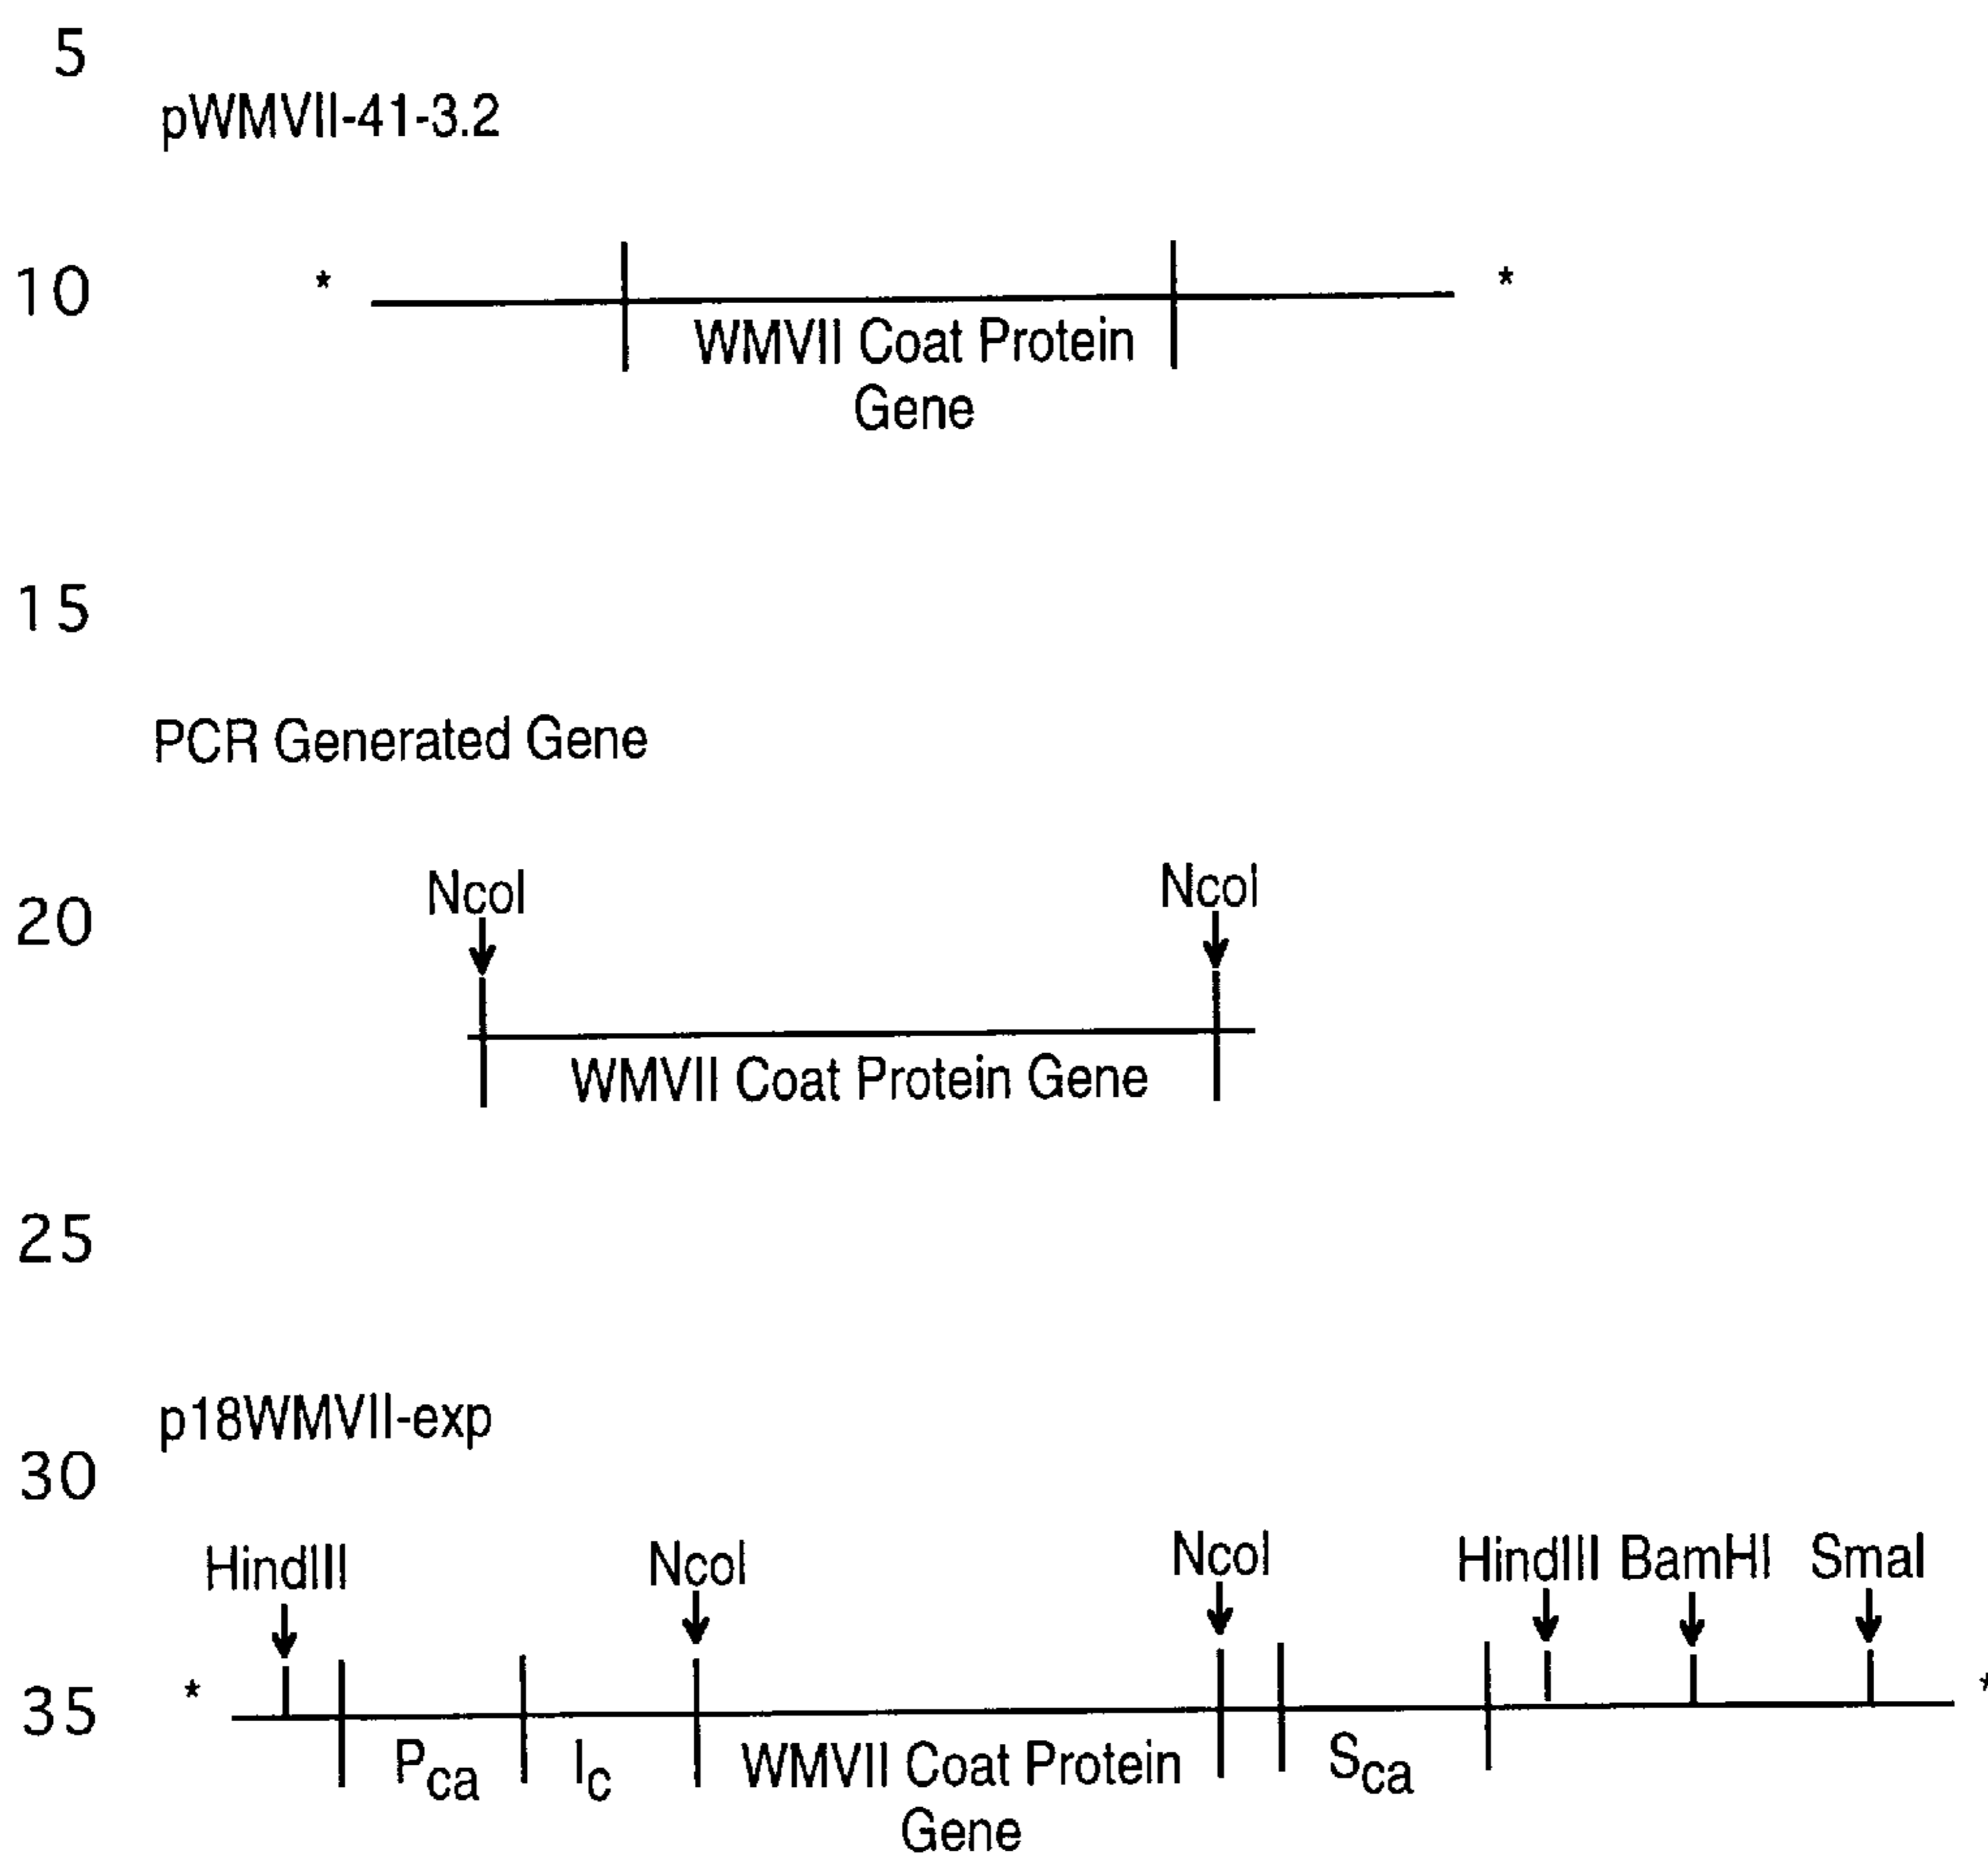 5
pWMVII-41-3.2
10
*
*
WMVII Coat Protein
Gene
15
PCR Generated Gene
20
NcoI NcoI
WMVII Coat Protein Gene
25
p18WMVII-exp
30
HindIII NcoI NcoI HindIII BamHI SmaI
35 * *
Pca Ic WMVII Coat Protein Sca
Gene